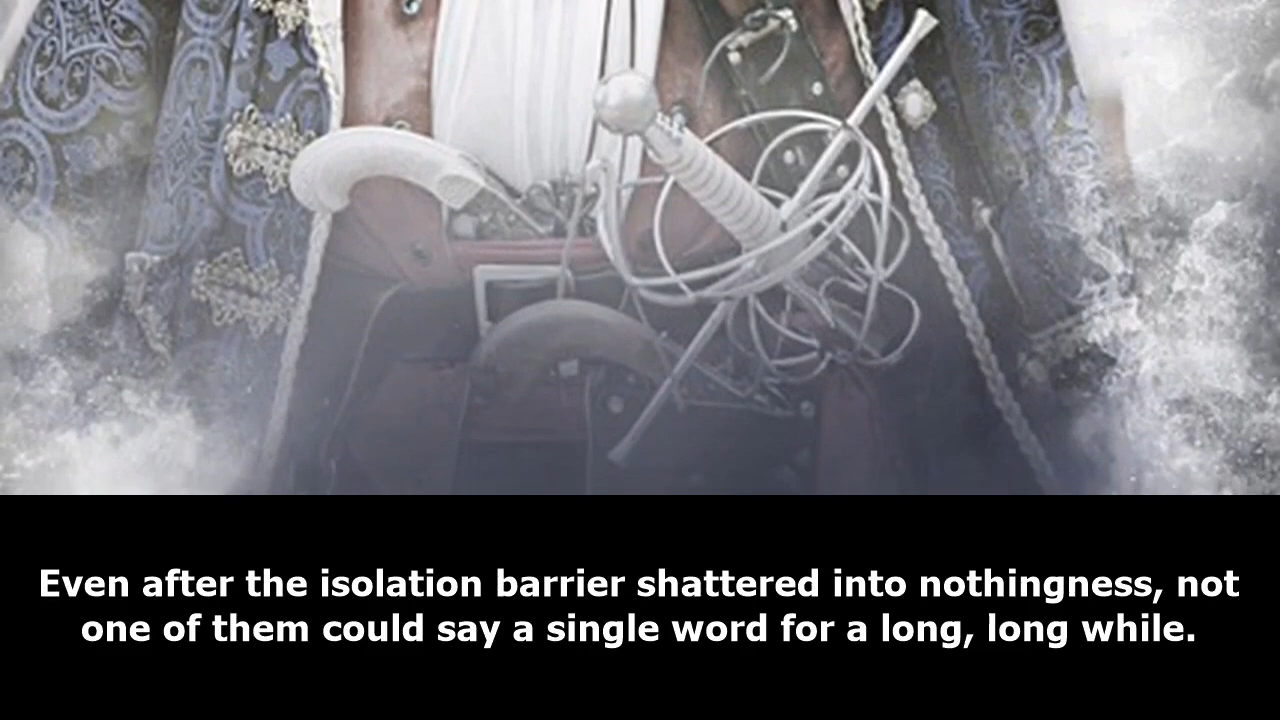 Even after the isolation barrier shattered into nothingness, not
one of them could say a single word for a long, long while.